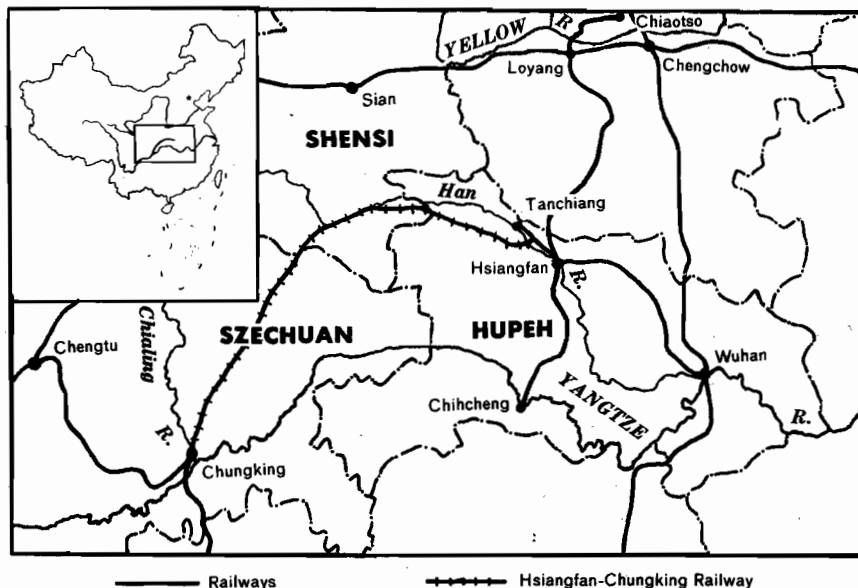 YELLOW R
Chiaotso
Loyang
Chengchow
Sian
SHENSI
Han
Tanchiang
Hsiangfan
R.
Chialing
R.
SZECHUAN
HUPEH
Chengtu
Wuhan
Chihcheng
YANGTZE
R.
Chungking
Railways
Hsiangfan-Chungking Railway